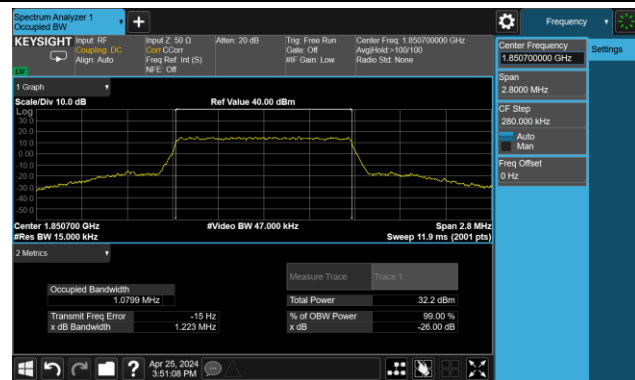 Spectrum Analyzer 1
Occupied BW
Frequency
KEYSIGHT
Input: RF
Coupling: DC
Align: Auto
Input Z: 50 Ω
Corr CCorr
Freq Ref: Int (S)
NFE: Off
Atten: 20 dB
Trig: Free Run
Gate: Off
#IF Gain: Low
Center Freq: 1.850700000 GHz
Avg|Hold:>100/100
Radio Std: None
Center Frequency
1.850700000 GHz
Settings
Span
2.8000 MHz
CF Step
280.000 kHz
Auto
Man
Freq Offset
0 Hz
1 Graph
Scale/Div 10.0 dB
Ref Value 40.00 dBm
Log
30.0
20.0
10.0
0.00
-10.0
-20.0
-30.0
-40.0
-50.0
Center 1.850700 GHz
#Video BW 47.000 kHz
Span 2.8 MHz
#Res BW 15.000 kHz
Sweep 11.9 ms (2001 pts)
2 Metrics
Measure Trace
Trace 1
Occupied Bandwidth
1.0799 MHz
Total Power
32.2 dBm
Transmit Freq Error
-15 Hz
% of OBW Power
99.00 %
x dB Bandwidth
1.223 MHz
x dB
-26.00 dB
?
Apr 25, 2024
3:51:08 PM